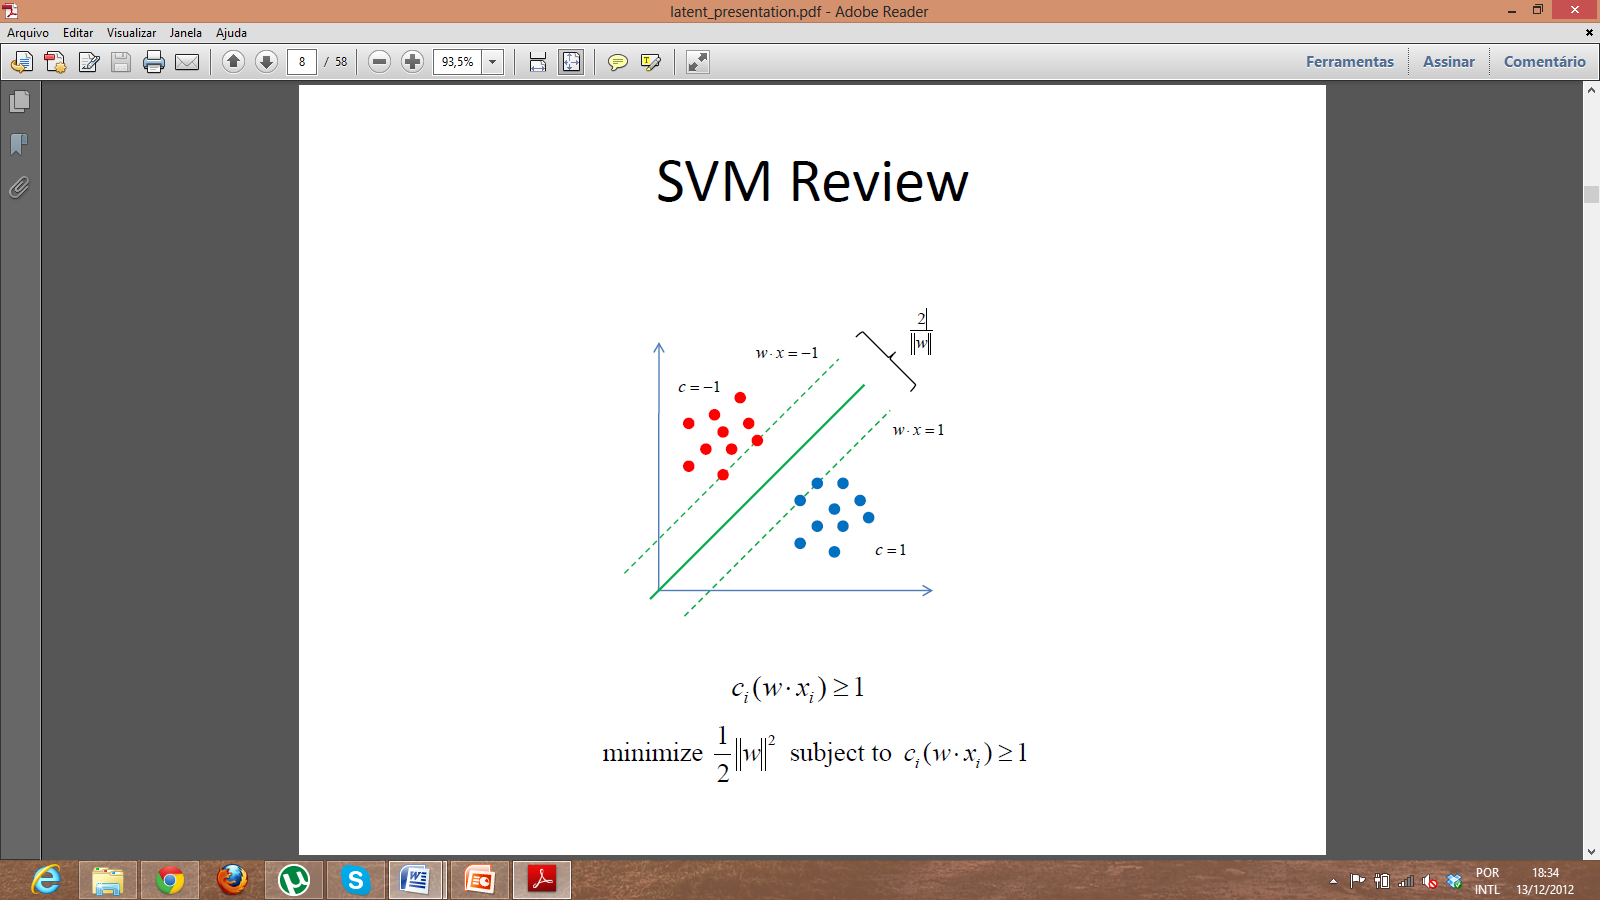 latent_presentation.pdf - Adobe Reader
Arquivo Editar Visualizar Janela Ajuda
8 / 58 93,5% Ferramentas Assinar Comentário
SVM Review
2
‖w‖
w · x = −1
c = −1
w · x = 1
c = 1
c_i(w · x_i) ≥ 1
minimize 1/2 ‖w‖² subject to c_i(w · x_i) ≥ 1
POR 18:34
INTL 13/12/2012